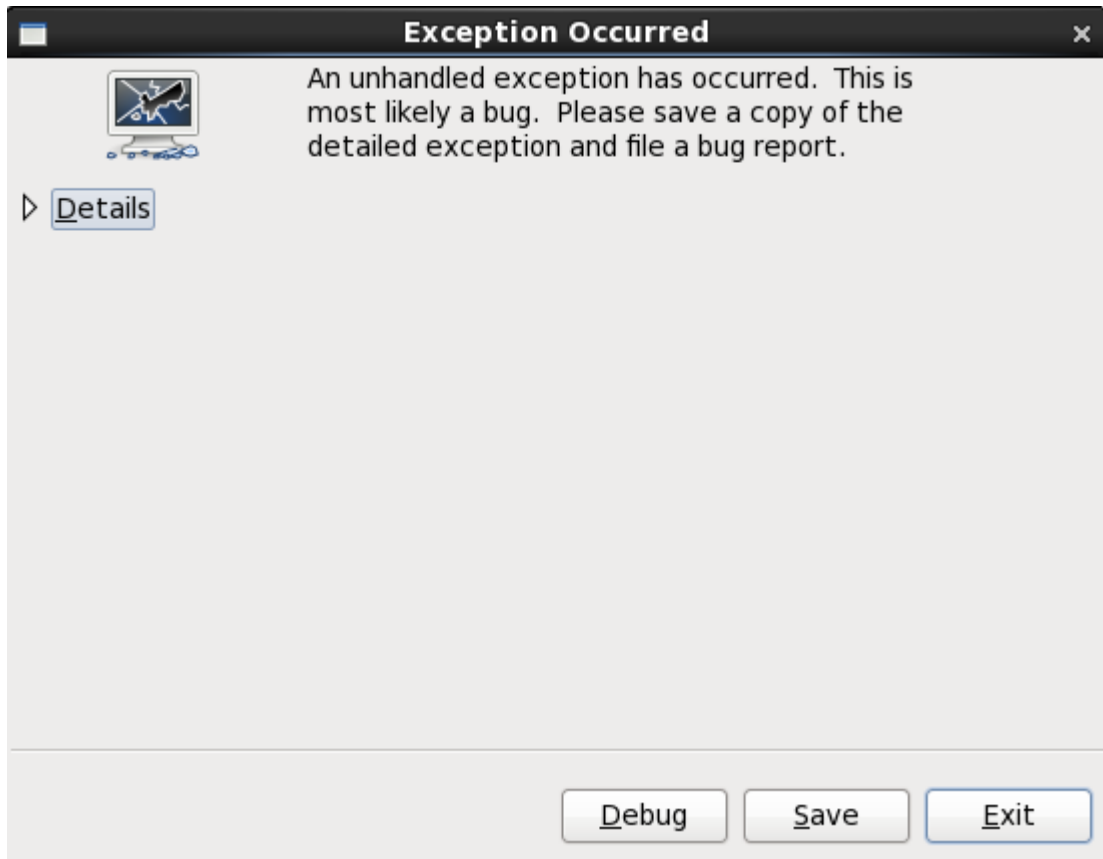 Exception Occurred
An unhandled exception has occurred.  This is
most likely a bug.  Please save a copy of the
detailed exception and file a bug report.
Details
Debug
Save
Exit